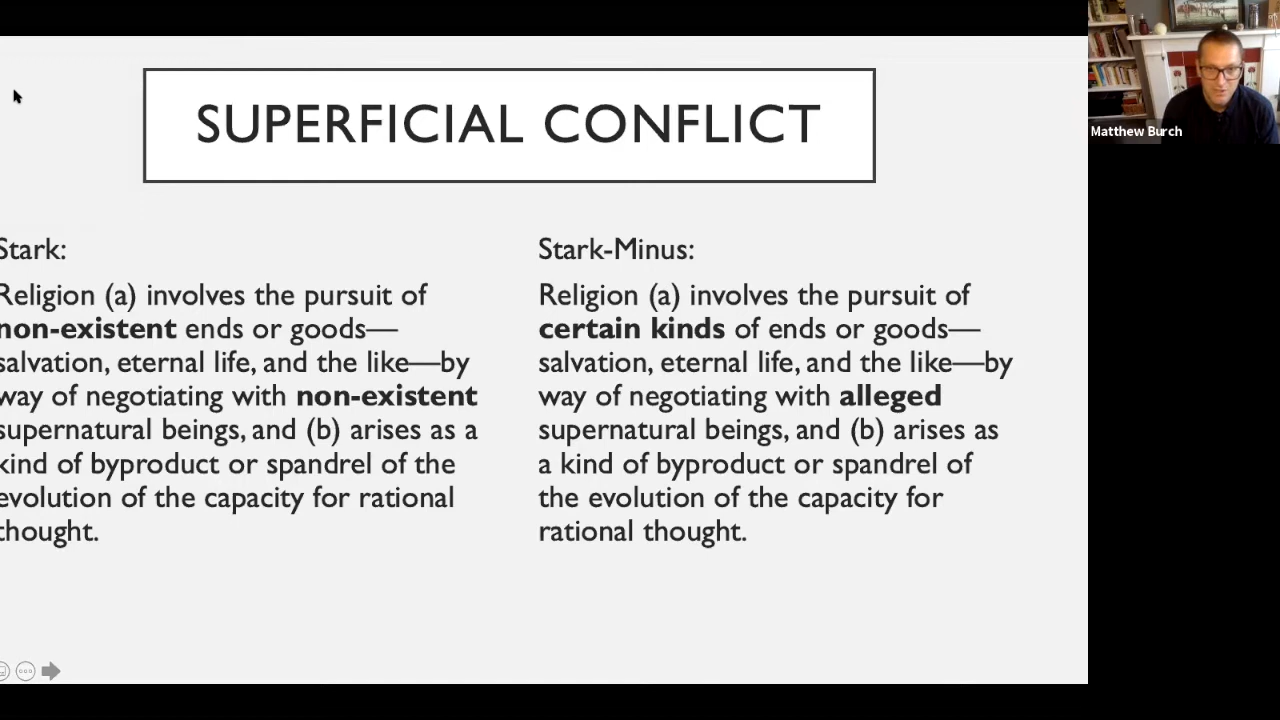 SUPERFICIAL CONFLICT
Stark:
Religion (a) involves the pursuit of
non-existent ends or goods—
salvation, eternal life, and the like—by
way of negotiating with non-existent
supernatural beings, and (b) arises as a
kind of byproduct or spandrel of the
evolution of the capacity for rational
thought.
Stark-Minus:
Religion (a) involves the pursuit of
certain kinds of ends or goods—
salvation, eternal life, and the like—by
way of negotiating with alleged
supernatural beings, and (b) arises as
a kind of byproduct or spandrel of
the evolution of the capacity for
rational thought.
Matthew Burch